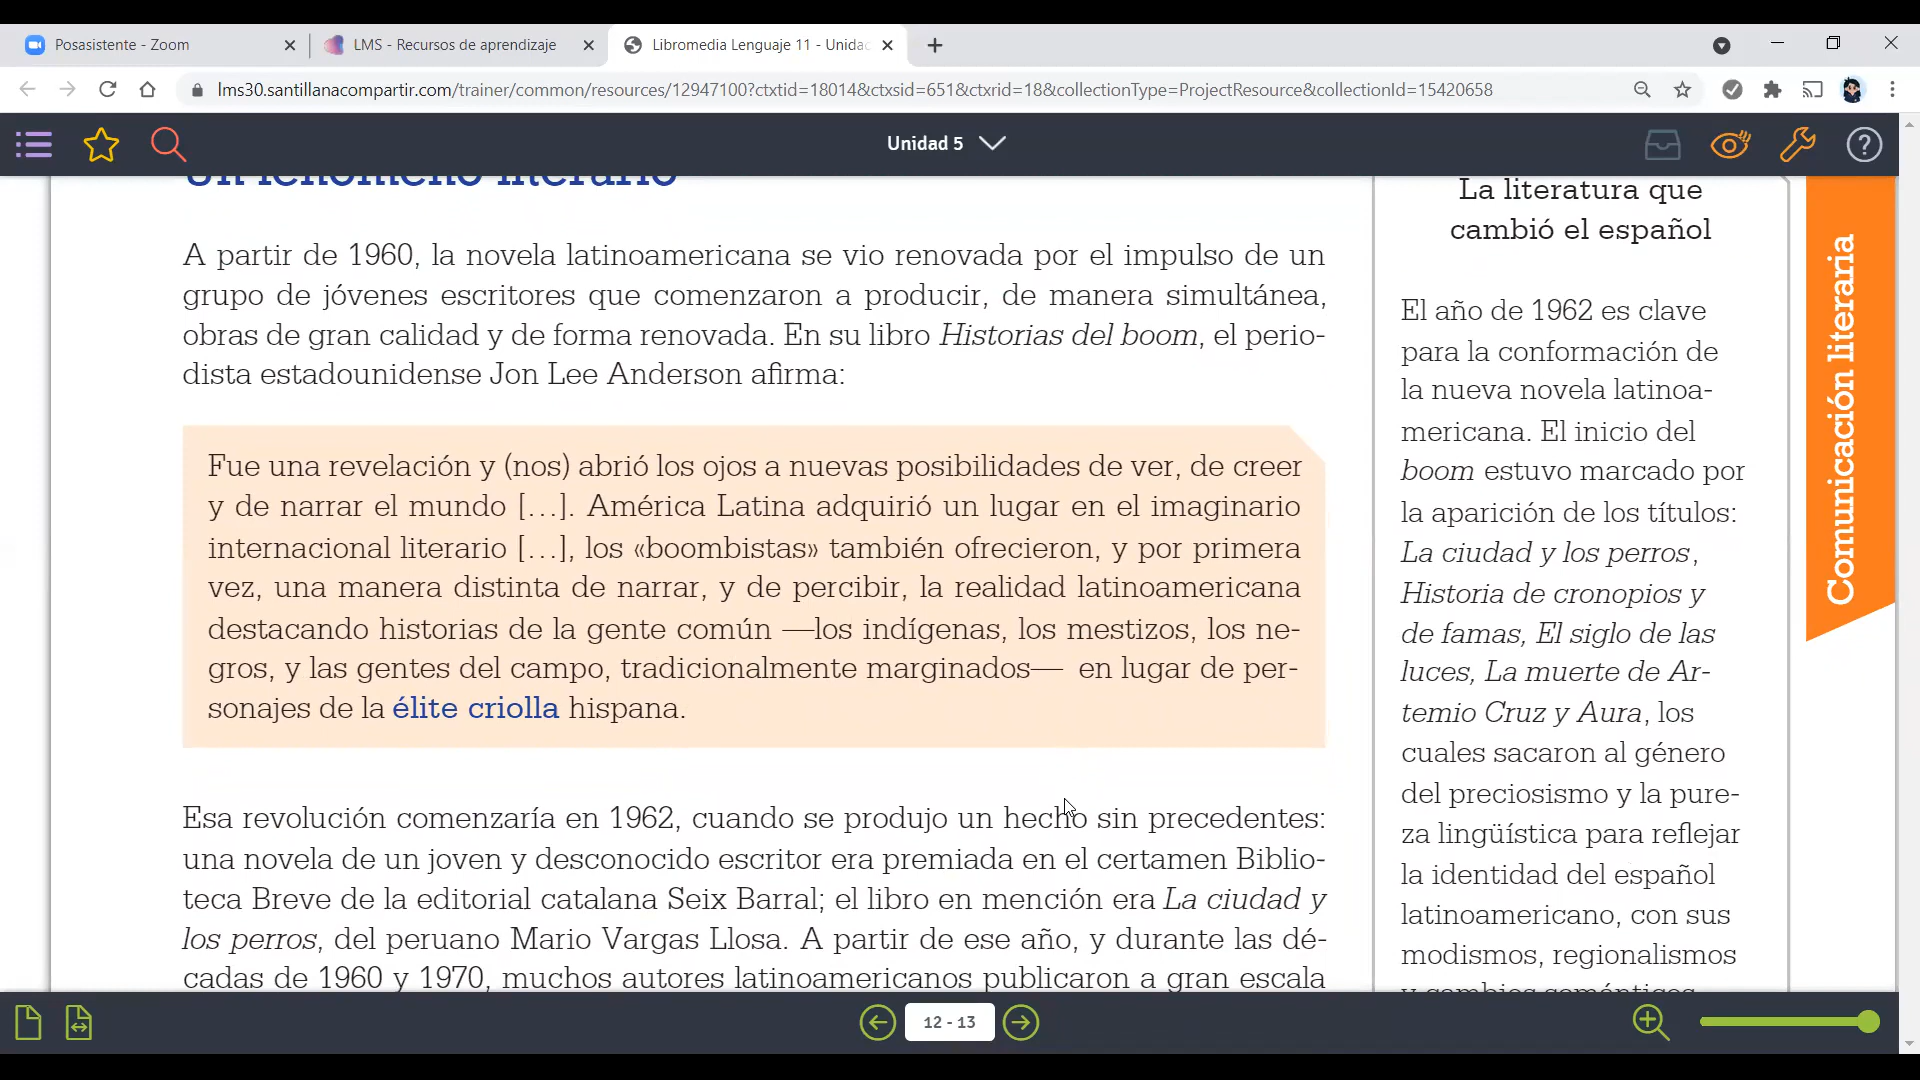 Posasistente - Zoom
LMS - Recursos de aprendizaje
Libromedia Lenguaje 11 - Unida
lms30.santillanacompartir.com/trainer/common/resources/12947100?ctxtid=18014&ctxsid=651&ctxrid=18&collectionType=ProjectResource&collectionId=15420658
Unidad 5
Un fenómeno literario
A partir de 1960, la novela latinoamericana se vio renovada por el impulso de un
grupo de jóvenes escritores que comenzaron a producir, de manera simultánea,
obras de gran calidad y de forma renovada. En su libro Historias del boom, el perio-
dista estadounidense Jon Lee Anderson afirma:
Fue una revelación y (nos) abrió los ojos a nuevas posibilidades de ver, de creer
y de narrar el mundo [...]. América Latina adquirió un lugar en el imaginario
internacional literario [...], los «boombistas» también ofrecieron, y por primera
vez, una manera distinta de narrar, y de percibir, la realidad latinoamericana
destacando historias de la gente común —los indígenas, los mestizos, los ne-
gros, y las gentes del campo, tradicionalmente marginados— en lugar de per-
sonajes de la élite criolla hispana.
Esa revolución comenzaría en 1962, cuando se produjo un hecho sin precedentes:
una novela de un joven y desconocido escritor era premiada en el certamen Biblio-
teca Breve de la editorial catalana Seix Barral; el libro en mención era La ciudad y
los perros, del peruano Mario Vargas Llosa. A partir de ese año, y durante las dé-
cadas de 1960 y 1970, muchos autores latinoamericanos publicaron a gran escala
La literatura que
cambió el español
El año de 1962 es clave
para la conformación de
la nueva novela latinoa-
mericana. El inicio del
boom estuvo marcado por
la aparición de los títulos:
La ciudad y los perros,
Historia de cronopios y
de famas, El siglo de las
luces, La muerte de Ar-
temio Cruz y Aura, los
cuales sacaron al género
del preciosismo y la pure-
za lingüística para reflejar
la identidad del español
latinoamericano, con sus
modismos, regionalismos
y cambios semánticos
Comunicación literaria
12 - 13